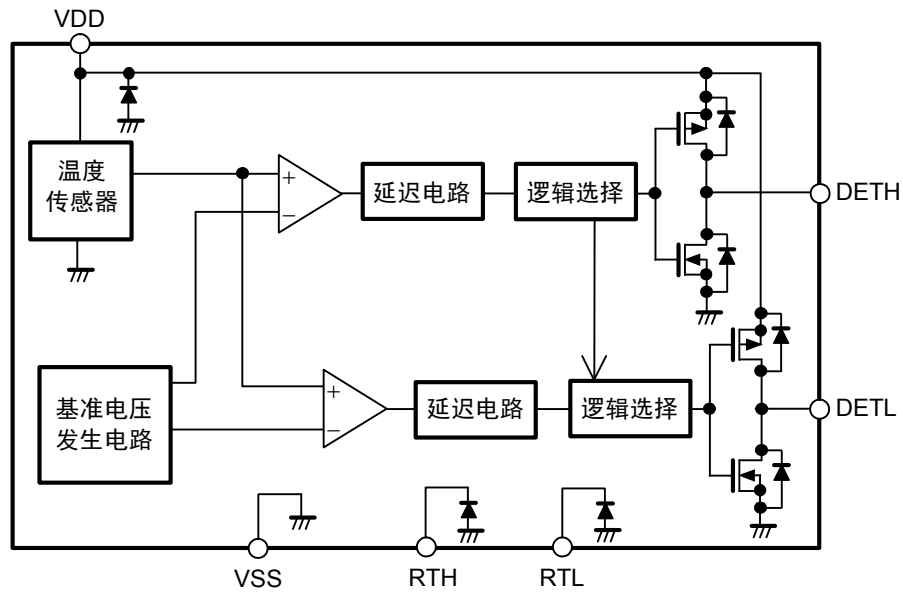 VDD
温度
传感器
+
−
延迟电路
逻辑选择
DETH
基准电压
发生电路
+
−
延迟电路
逻辑选择
DETL
VSS
RTH
RTL